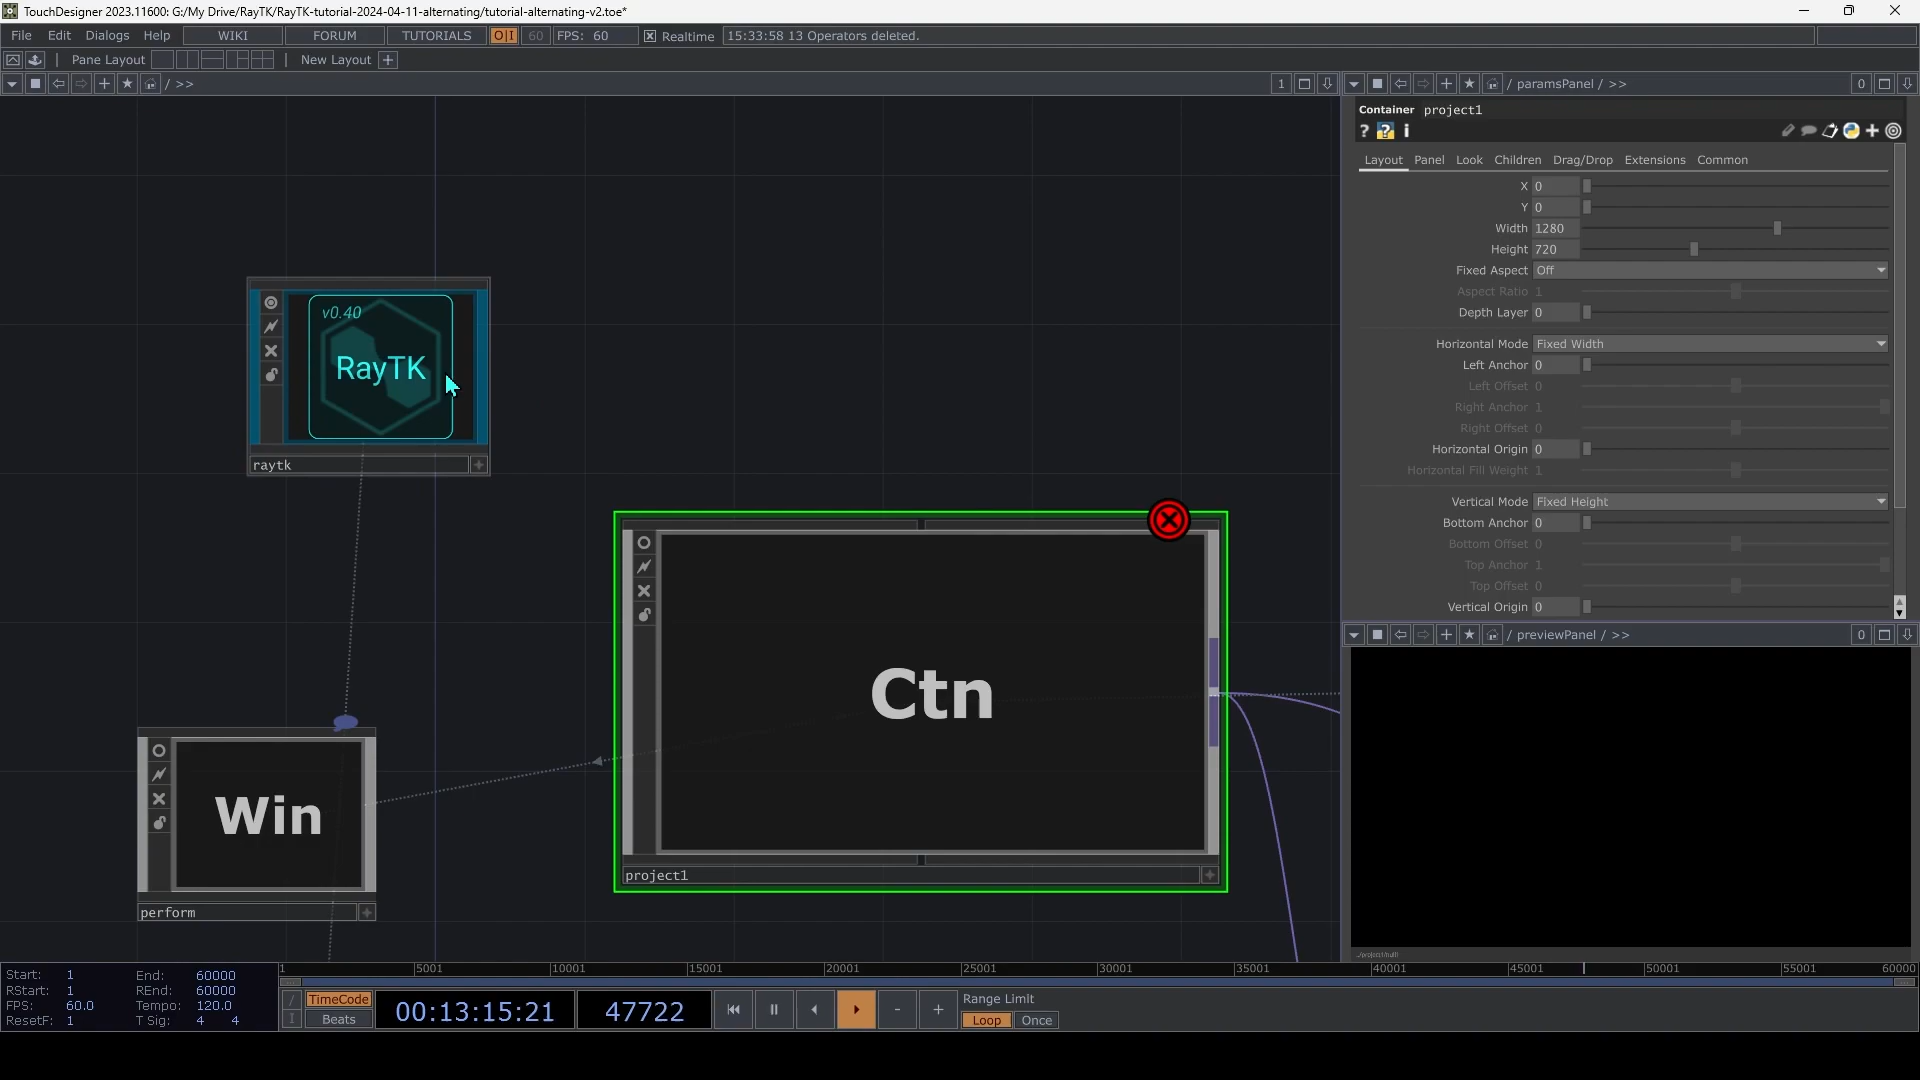 TouchDesigner 2023.11600: G:/My Drive/RayTK/RayTK-tutorial-2024-04-11-alternating/tutorial-alternating-v2.toe*
File Edit Dialogs Help WIKI FORUM TUTORIALS O|I 60 FPS: 60 Realtime 15:33:58 13 Operators deleted.
Pane Layout New Layout +
/ >> 1
/ paramsPanel / >> 0
Container project1
? ? i
Layout Panel Look Children Drag/Drop Extensions Common
X 0
Y 0
Width 1280
Height 720
Fixed Aspect Off
Aspect Ratio 1
Depth Layer 0
Horizontal Mode Fixed Width
Left Anchor 0
Left Offset 0
Right Anchor 1
Right Offset 0
Horizontal Origin 0
Horizontal Fill Weight 1
Vertical Mode Fixed Height
Bottom Anchor 0
Bottom Offset 0
Top Anchor 1
Top Offset 0
Vertical Origin 0
v0.40
RayTK
raytk
Ctn
project1
Win
perform
/ previewPanel / >> 0
Start: 1 End: 60000
RStart: 1 REnd: 60000
FPS: 60.0 Tempo: 120.0
ResetF: 1 T Sig: 4 4
1 5001 10001 15001 20001 25001 30001 35001 40001 45001 50001 55001 60000
/ TimeCode
I Beats
00:13:15:21 47722 - +
Range Limit
Loop Once